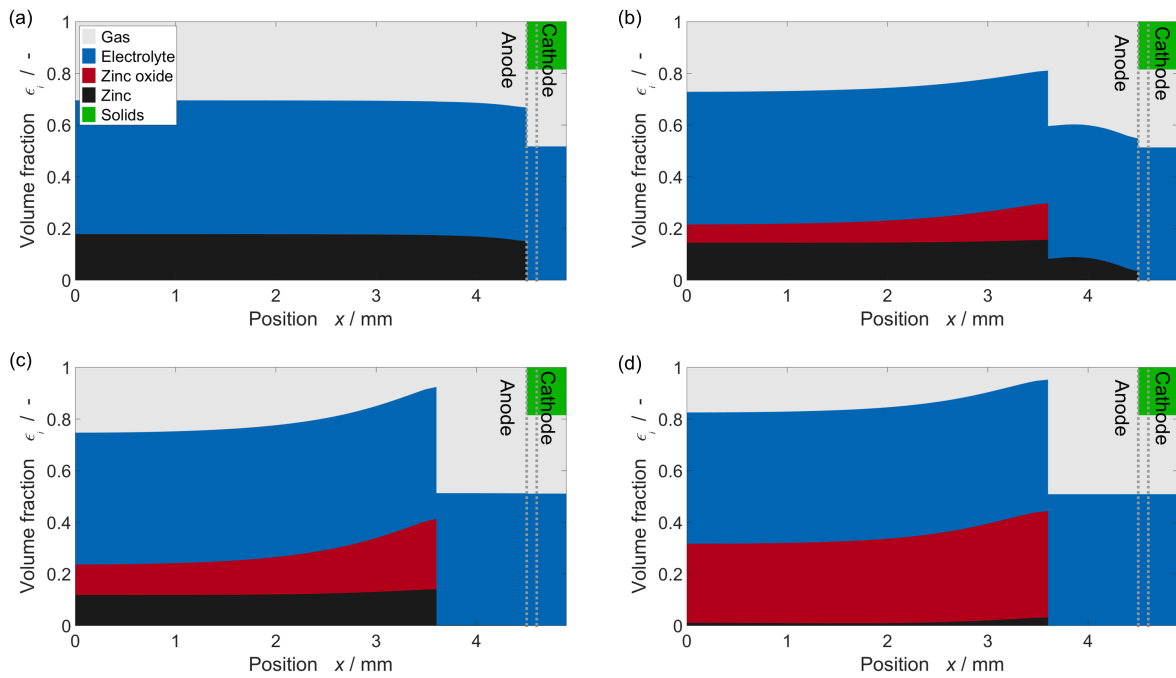 (a)
1
0.8
0.6
0.4
0.2
0
Volume fraction ϵᵢ / -
Gas
Electrolyte
Zinc oxide
Zinc
Solids
Anode
Cathode
0 1 2 3 4
Position x / mm
(b)
1
0.8
0.6
0.4
0.2
0
Volume fraction ϵᵢ / -
Anode
Cathode
0 1 2 3 4
Position x / mm
(c)
1
0.8
0.6
0.4
0.2
0
Volume fraction ϵᵢ / -
Anode
Cathode
0 1 2 3 4
Position x / mm
(d)
1
0.8
0.6
0.4
0.2
0
Volume fraction ϵᵢ / -
Anode
Cathode
0 1 2 3 4
Position x / mm